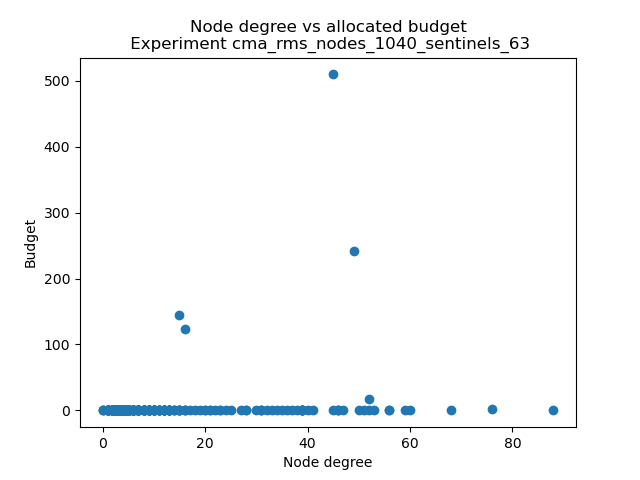 Node degree vs allocated budget
Experiment cma_rms_nodes_1040_sentinels_63
500
400
300
200
100
0
Budget
0 20 40 60 80
Node degree